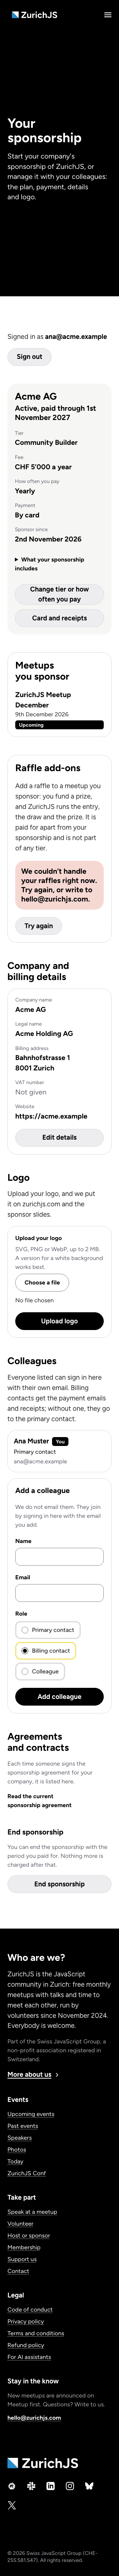 ZurichJS
Your
sponsorship
Start your company's
sponsorship of ZurichJS, or
manage it with your colleagues:
the plan, payment, details
and logo.
Signed in as ana@acme.example
Sign out
Acme AG
Active, paid through 1st
November 2027
Tier
Community Builder
Fee
CHF 5'000 a year
How often you pay
Yearly
Payment
By card
Sponsor since
2nd November 2026
What your sponsorship
includes
Change tier or how
often you pay
Card and receipts
Meetups
you sponsor
ZurichJS Meetup
December
9th December 2026
Upcoming
Raffle add-ons
Add a raffle to a meetup you
sponsor: you fund a prize,
and ZurichJS runs the entry,
the draw and the prize. It is
paid for apart from your
sponsorship and is not part
of any tier.
We couldn't handle
your raffles right now.
Try again, or write to
hello@zurichjs.com.
Try again
Company and
billing details
Company name
Acme AG
Legal name
Acme Holding AG
Billing address
Bahnhofstrasse 1
8001 Zurich
VAT number
Not given
Website
https://acme.example
Edit details
Logo
Upload your logo, and we put
it on zurichjs.com and the
sponsor slides.
Upload your logo
SVG, PNG or WebP, up to 2 MB.
A version for a white background
works best.
Choose a file
No file chosen
Upload logo
Colleagues
Everyone listed can sign in here
with their own email. Billing
contacts get the payment emails
and receipts; without one, they go
to the primary contact.
Ana Muster You
Primary contact
ana@acme.example
Add a colleague
We do not email them. They join
by signing in here with the email
you add.
Name
Email
Role
Primary contact
Billing contact
Colleague
Add colleague
Agreements
and contracts
Each time someone signs the
sponsorship agreement for your
company, it is listed here.
Read the current
sponsorship agreement
End sponsorship
You can end the sponsorship with the
period you paid for. Nothing more is
charged after that.
End sponsorship
Who are we?
ZurichJS is the JavaScript
community in Zurich: free monthly
meetups with talks and time to
meet each other, run by
volunteers since November 2024.
Everybody is welcome.
Part of the Swiss JavaScript Group, a
non-profit association registered in
Switzerland.
More about us
Events
Upcoming events
Past events
Speakers
Photos
Today
ZurichJS Conf
Take part
Speak at a meetup
Volunteer
Host or sponsor
Membership
Support us
Contact
Legal
Code of conduct
Privacy policy
Terms and conditions
Refund policy
For AI assistants
Stay in the know
New meetups are announced on
Meetup first. Questions? Write to us.
hello@zurichjs.com
ZurichJS
© 2026 Swiss JavaScript Group (CHE-
255.581.547). All rights reserved.